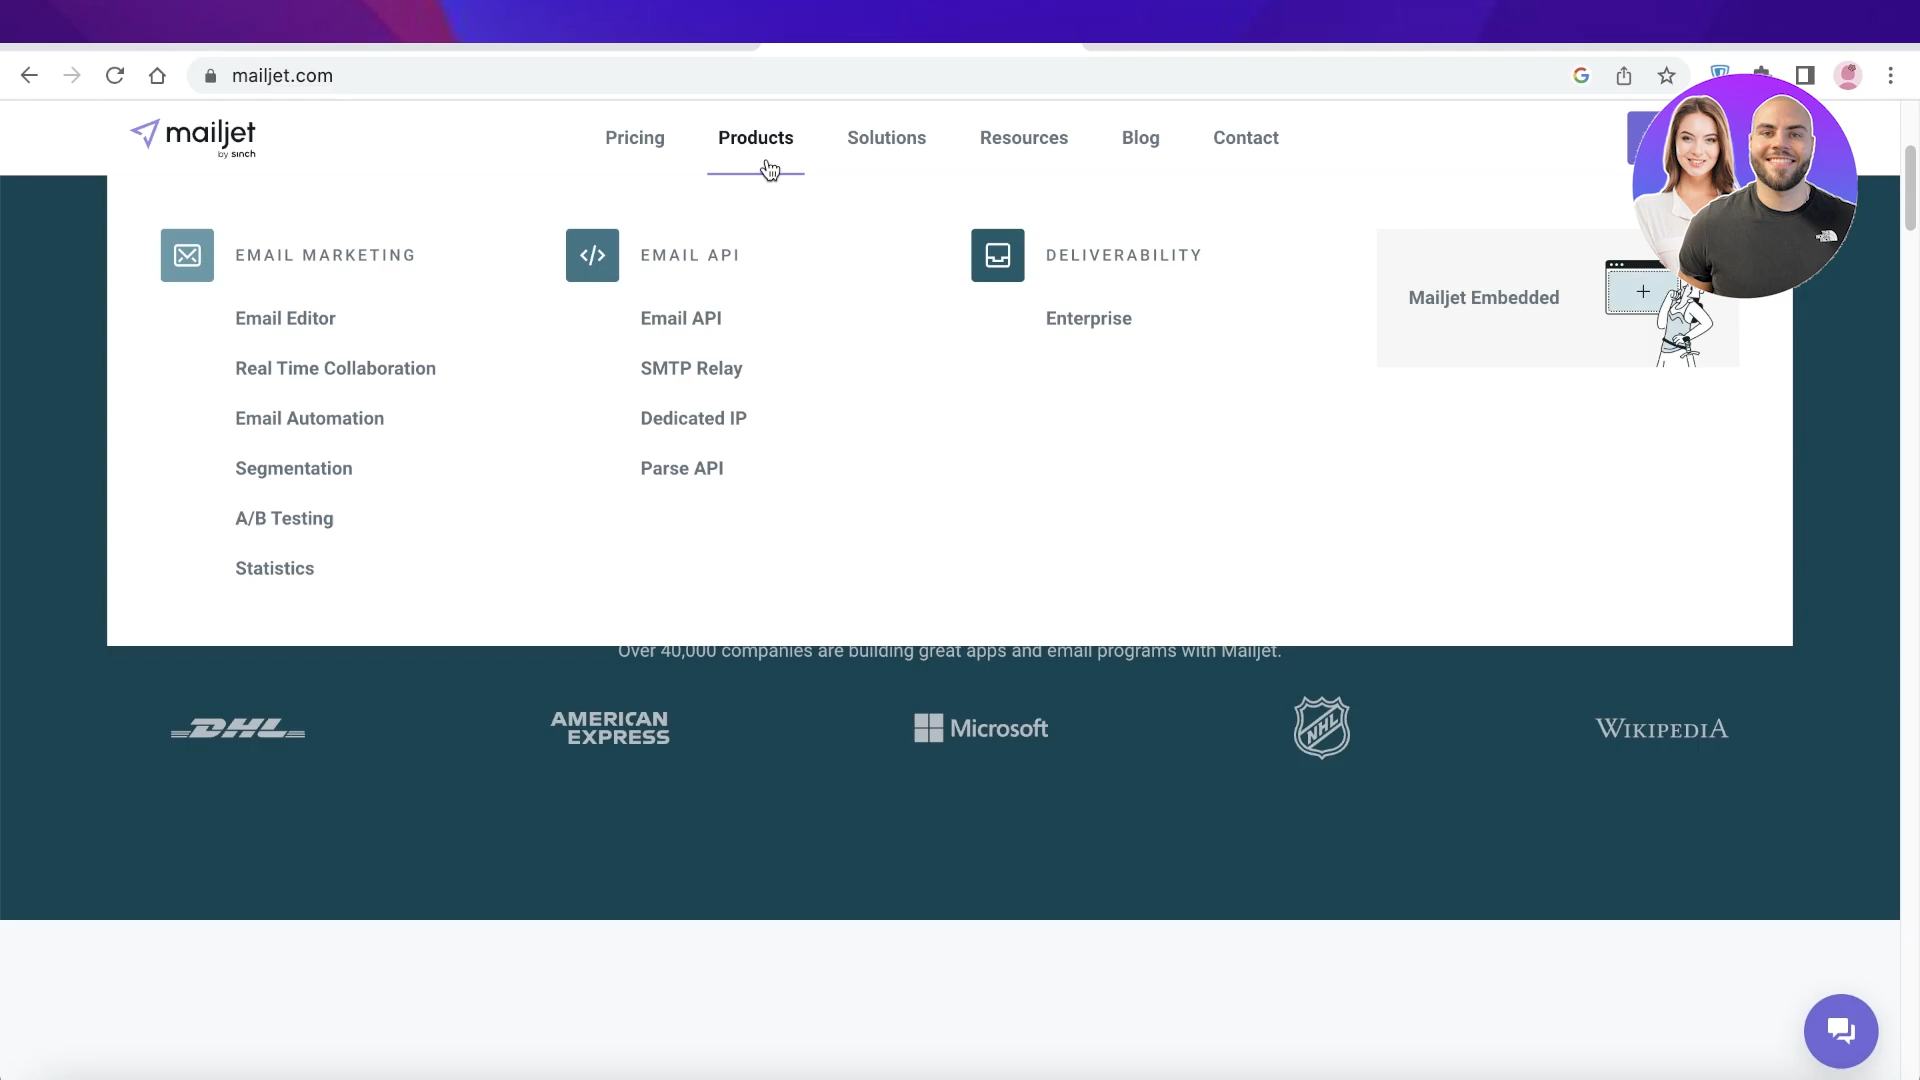 mailjet.com
mailjet
by sinch
Pricing
Products
Solutions
Resources
Blog
Contact
EMAIL MARKETING
Email Editor
Real Time Collaboration
Email Automation
Segmentation
A/B Testing
Statistics
EMAIL API
Email API
SMTP Relay
Dedicated IP
Parse API
DELIVERABILITY
Enterprise
Mailjet Embedded
Over 40,000 companies are building great apps and email programs with Mailjet.
DHL
AMERICAN
EXPRESS
Microsoft
NHL
WIKIPEDIA